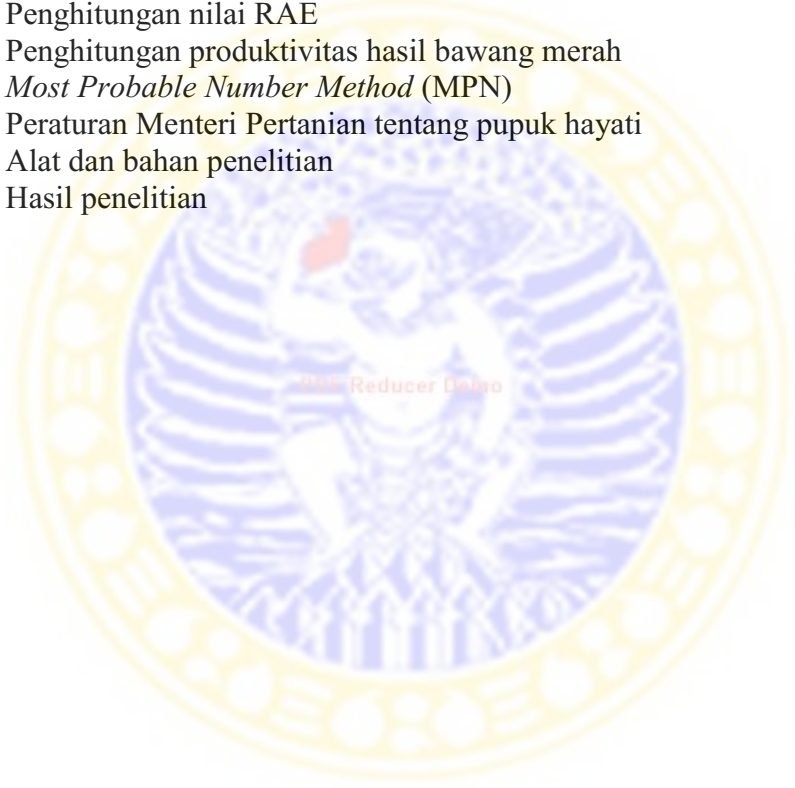 Penghitungan nilai RAE
Penghitungan produktivitas hasil bawang merah
Most Probable Number Method (MPN)
Peraturan Menteri Pertanian tentang pupuk hayati
Alat dan bahan penelitian
Hasil penelitian
PDF Reducer Demo